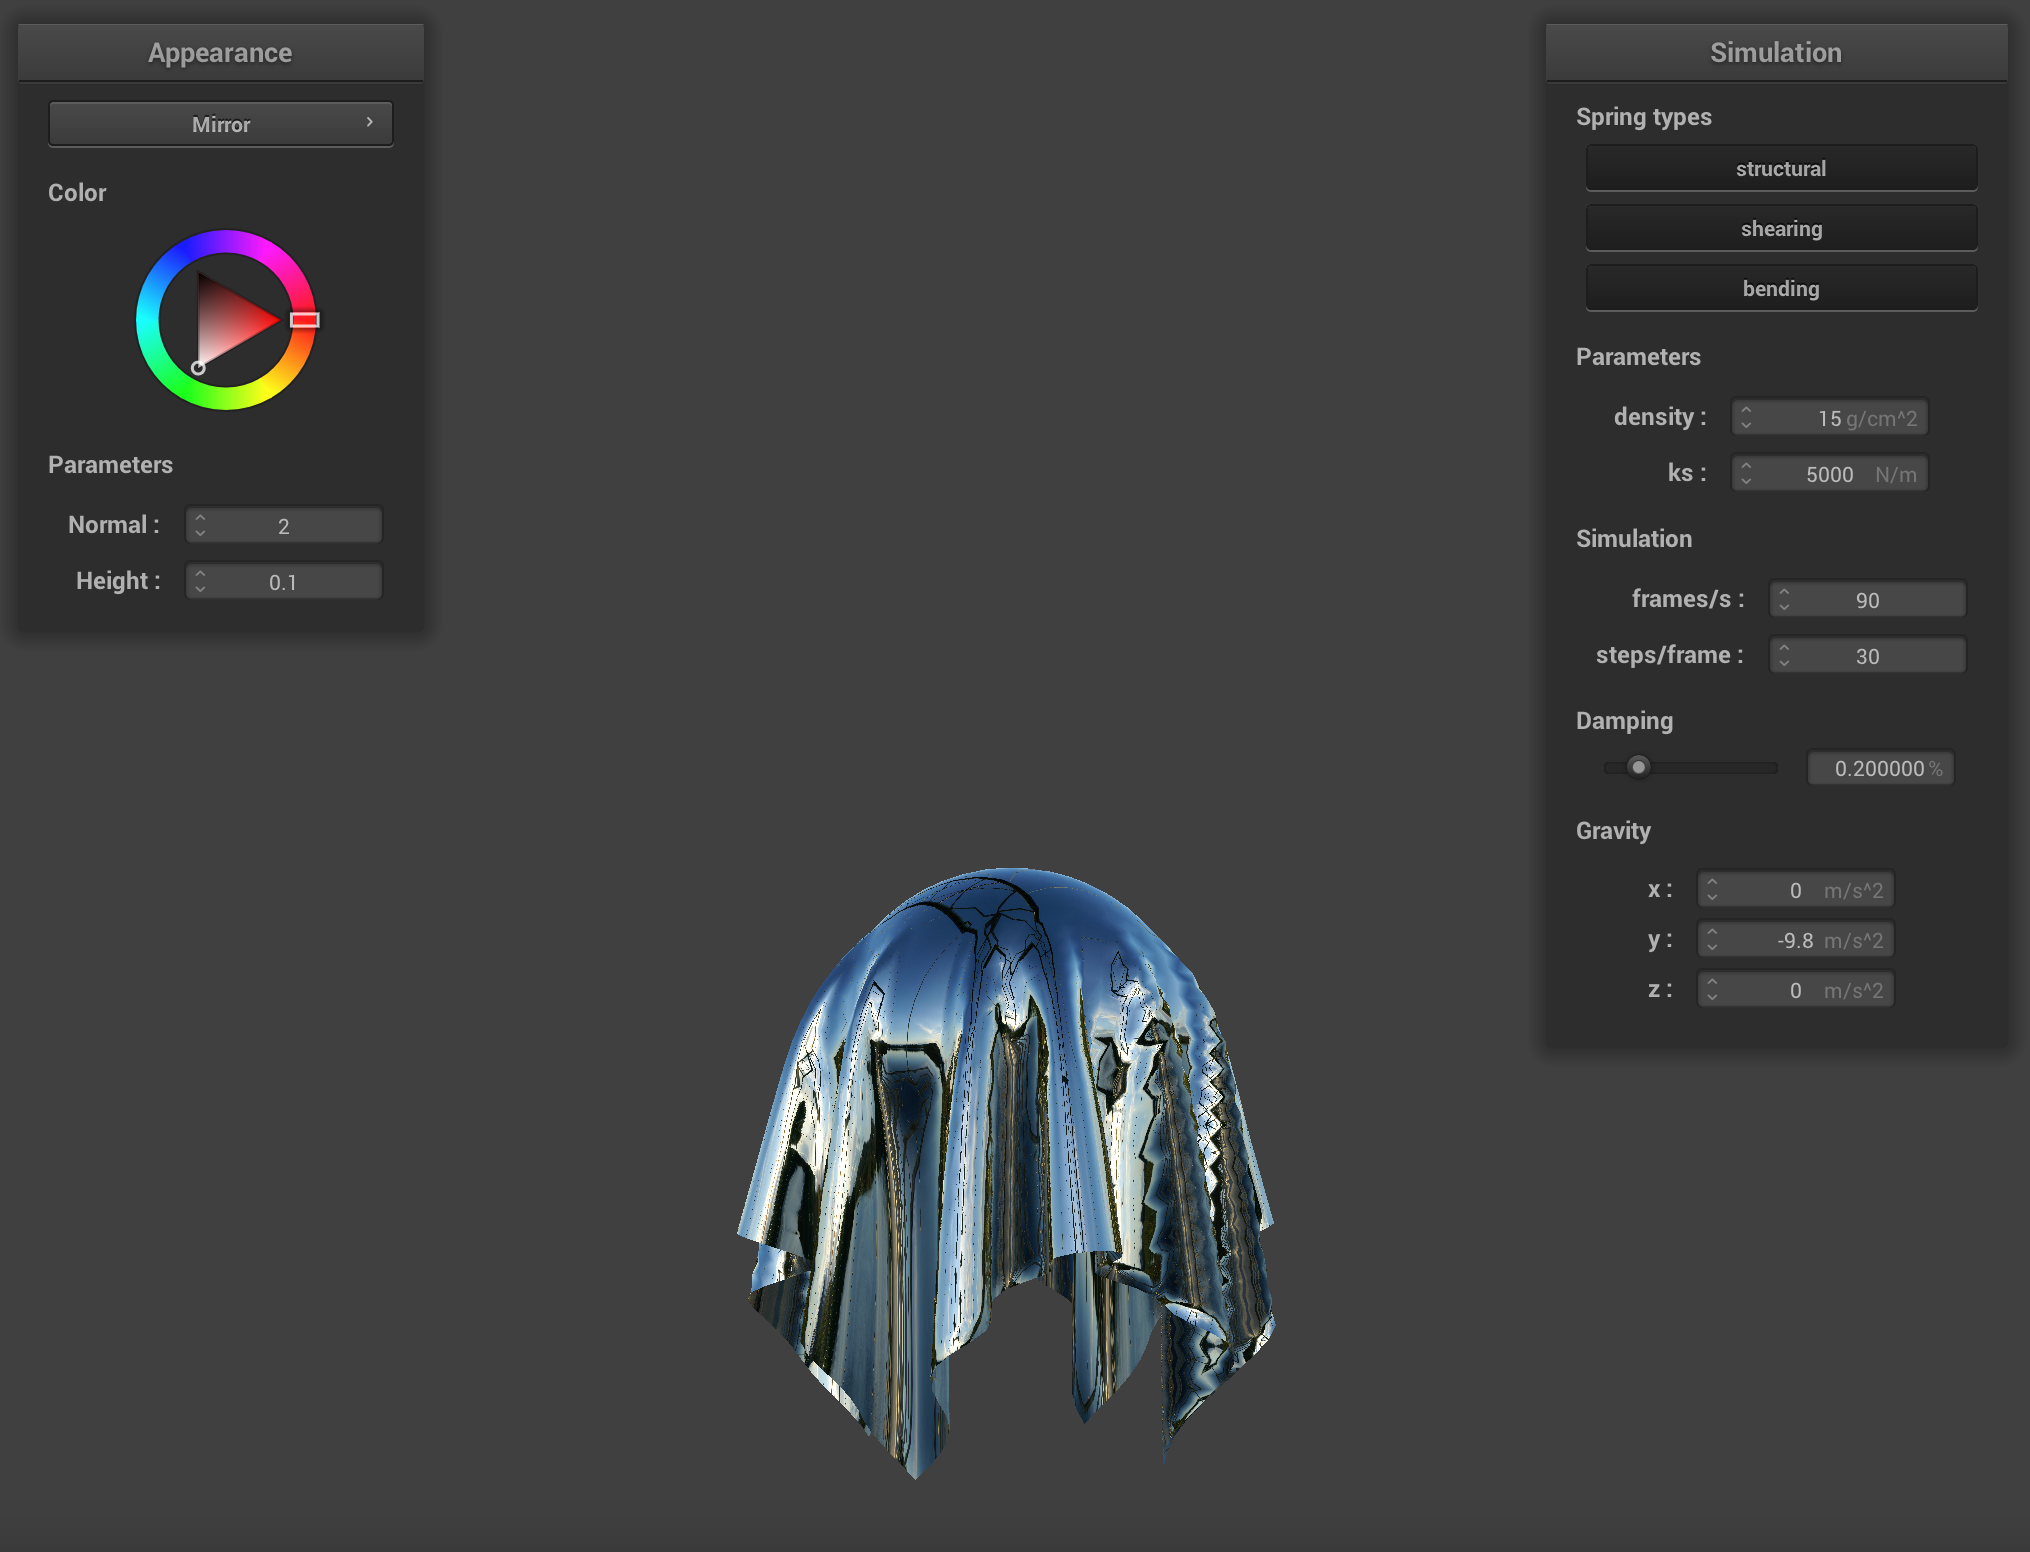 Appearance
Mirror
Color
Parameters
Normal : 2
Height : 0.1
Simulation
Spring types
structural
shearing
bending
Parameters
density : 15 g/cm^2
ks : 5000 N/m
Simulation
frames/s : 90
steps/frame : 30
Damping
0.200000 %
Gravity
x : 0 m/s^2
y : -9.8 m/s^2
z : 0 m/s^2